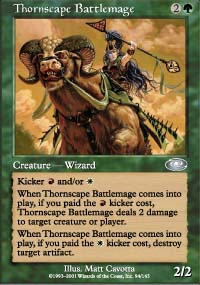 Thornscape Battlemage 2
Creature — Wizard
Kicker and/or
When Thornscape Battlemage comes into
play, if you paid the kicker cost,
Thornscape Battlemage deals 2 damage
to target creature or player.
When Thornscape Battlemage comes into
play, if you paid the kicker cost, destroy
target artifact.
2/2
Illus. Matt Cavotta
©1993-2001 Wizards of the Coast, Inc. 94/143